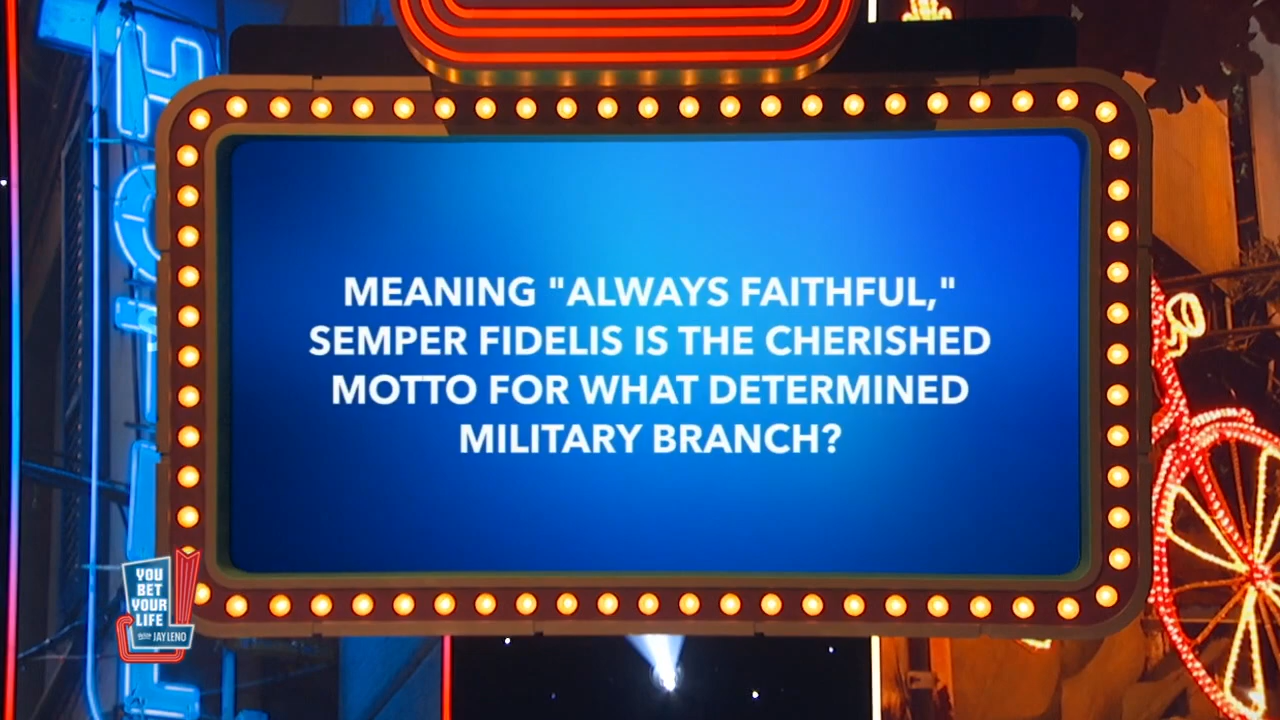 MEANING "ALWAYS FAITHFUL,"
SEMPER FIDELIS IS THE CHERISHED
MOTTO FOR WHAT DETERMINED
MILITARY BRANCH?
YOU
BET
YOUR
LIFE
JAY LENO